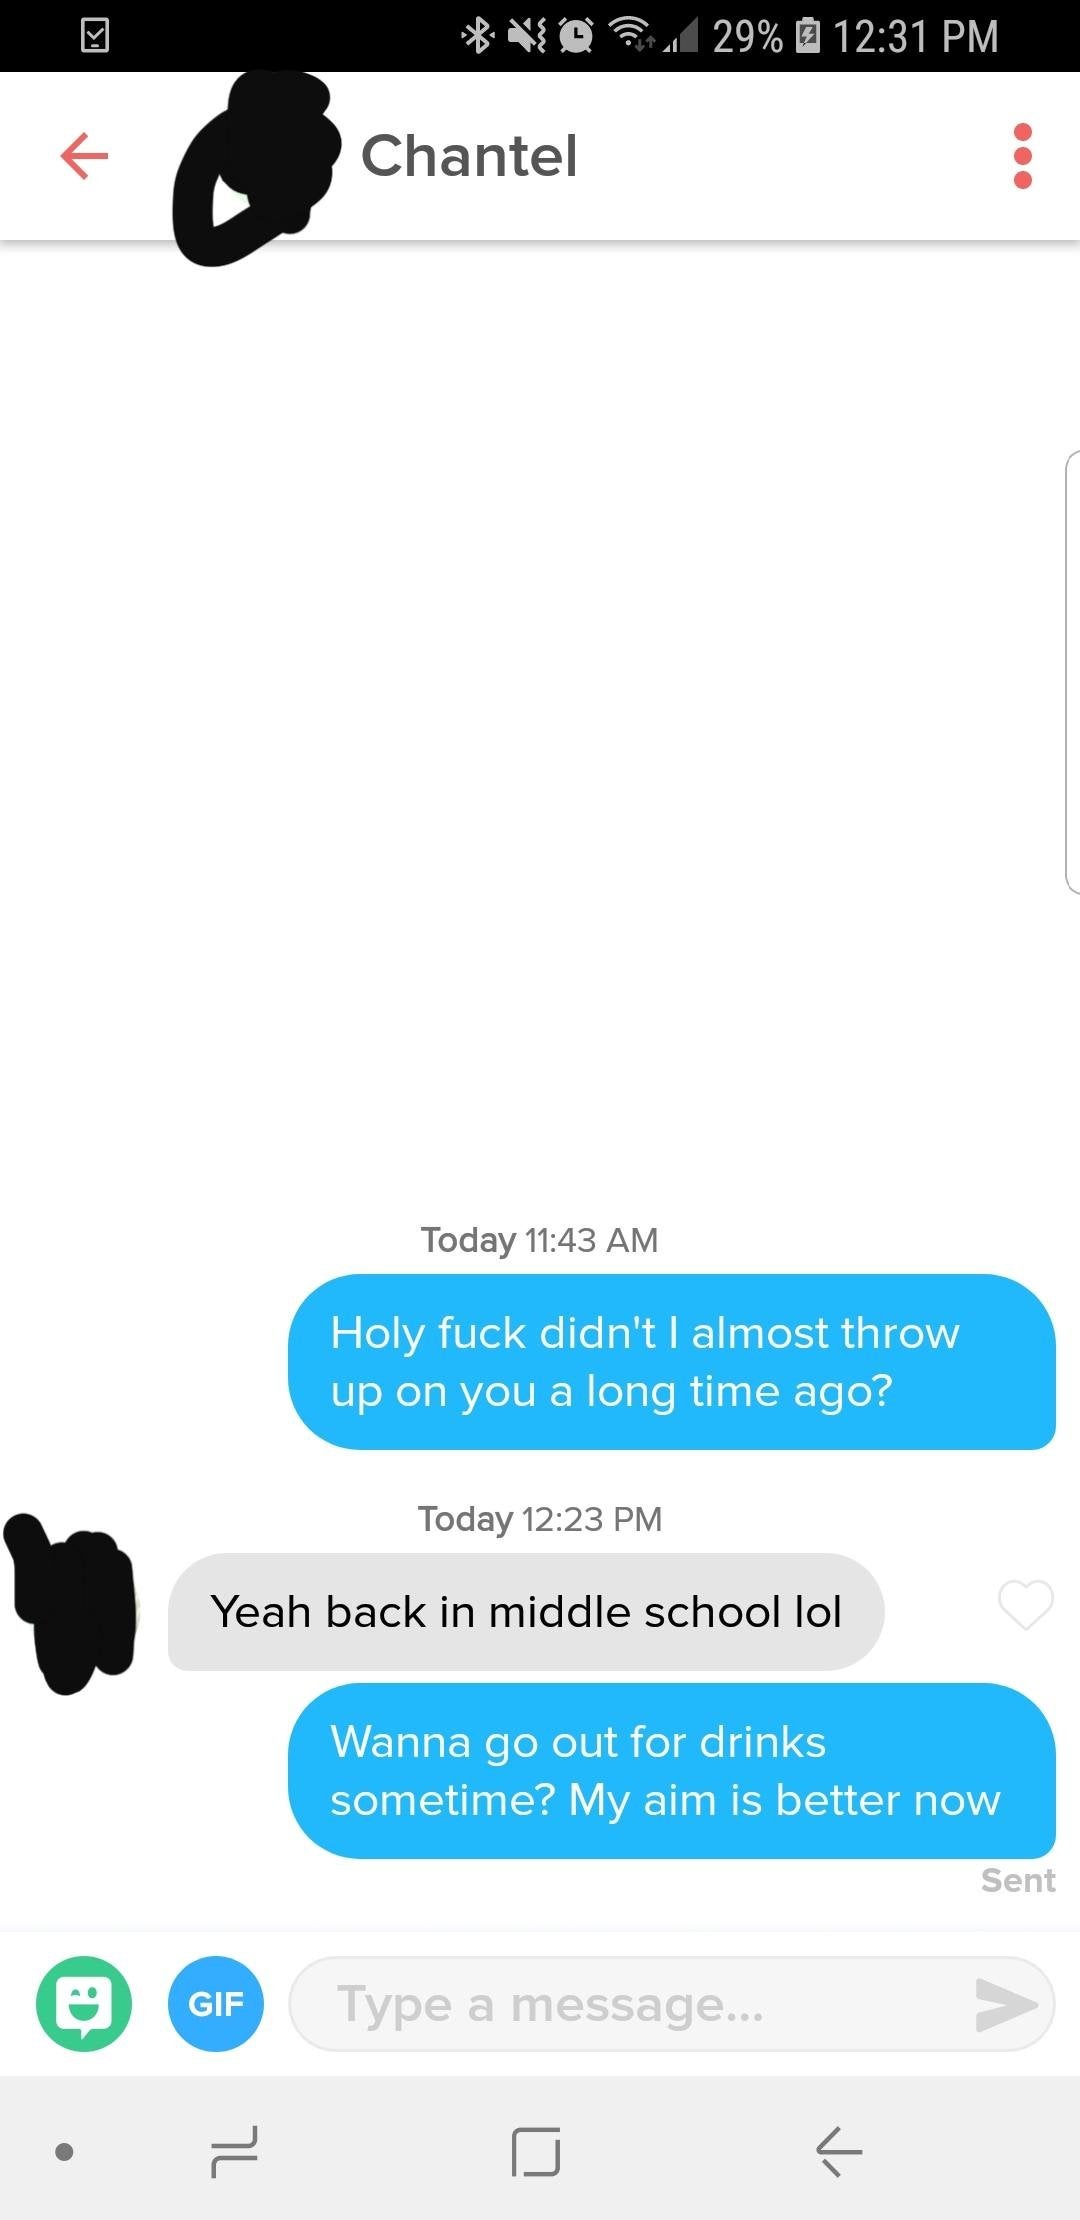 29% 12:31 PM
Chantel
Today 11:43 AM
Holy fuck didn't I almost throw
up on you a long time ago?
Today 12:23 PM
Yeah back in middle school lol
Wanna go out for drinks
sometime? My aim is better now
Sent
GIF Type a message...